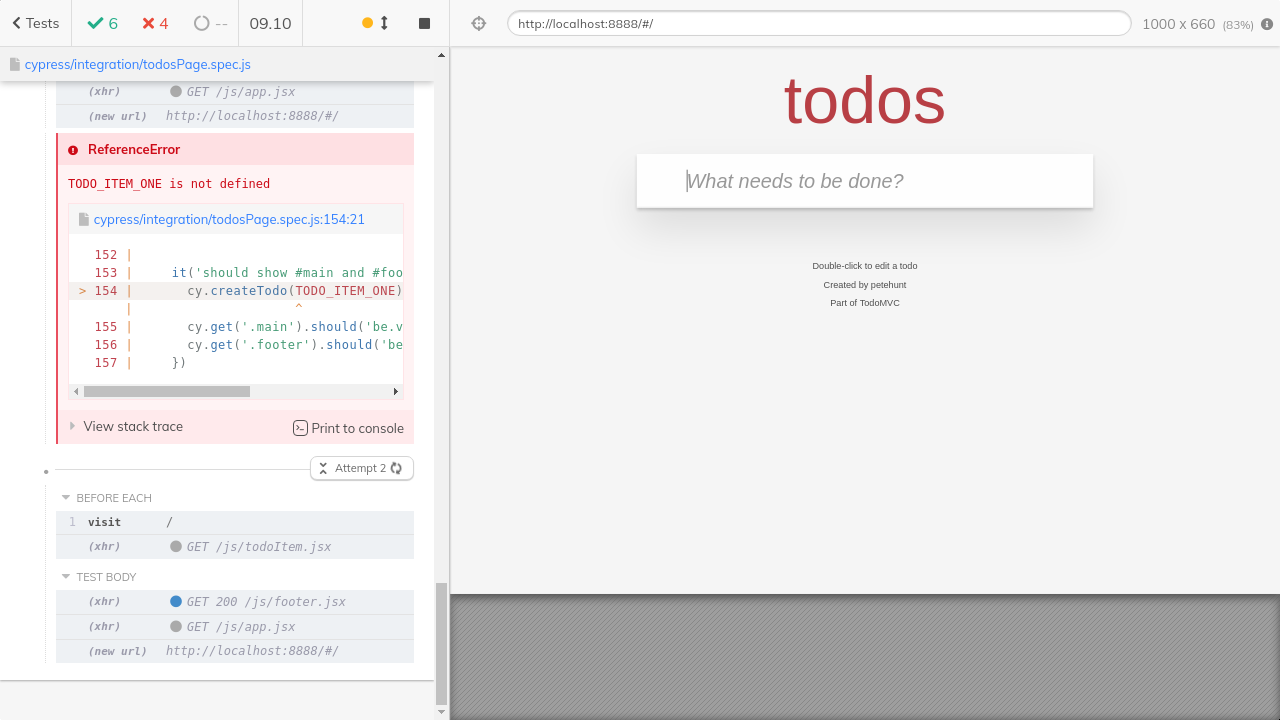 Tests 6 4 -- 09.10
http://localhost:8888/#/ 1000 x 660 (83%)
cypress/integration/todosPage.spec.js
(xhr) GET /js/app.jsx
(new url) http://localhost:8888/#/
ReferenceError
TODO_ITEM_ONE is not defined
cypress/integration/todosPage.spec.js:154:21
152 |
153 | it('should show #main and #foo
> 154 | cy.createTodo(TODO_ITEM_ONE)
| ^
155 | cy.get('.main').should('be.v
156 | cy.get('.footer').should('be
157 | })
View stack trace
Print to console
Attempt 2
BEFORE EACH
1 visit /
(xhr) GET /js/todoItem.jsx
TEST BODY
(xhr) GET 200 /js/footer.jsx
(xhr) GET /js/app.jsx
(new url) http://localhost:8888/#/
todos
What needs to be done?
Double-click to edit a todo
Created by petehunt
Part of TodoMVC